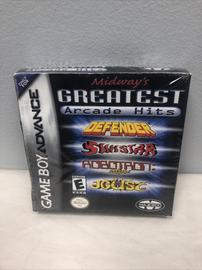 Midway's
GREATEST
Arcade Hits
DEFENDER
SINISTAR
ROBOTRON
JOUST
GAME BOY ADVANCE
E